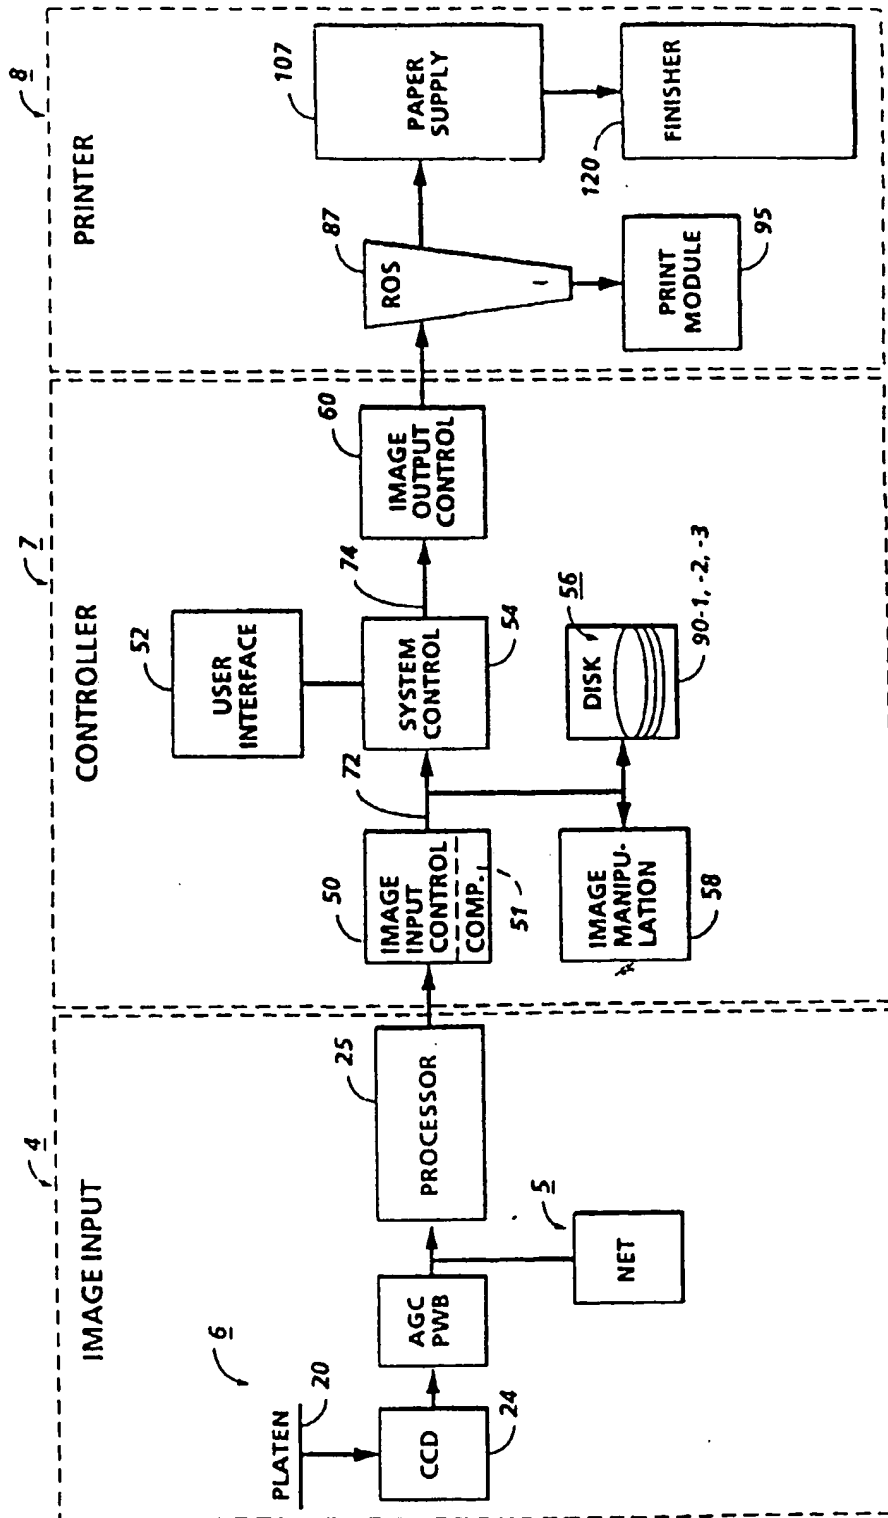 4
7
8
IMAGE INPUT
CONTROLLER
PRINTER
6
PLATEN
20
CCD
24
AGC
PWB
NET
5
PROCESSOR
25
50
IMAGE
INPUT
CONTROL
COMP.
51
72
52
USER
INTERFACE
SYSTEM
CONTROL
54
74
60
IMAGE
OUTPUT
CONTROL
IMAGE
MANIPU-
LATION
58
DISK
56
90-1, -2, -3
87
ROS
PRINT
MODULE
95
107
PAPER
SUPPLY
120
FINISHER